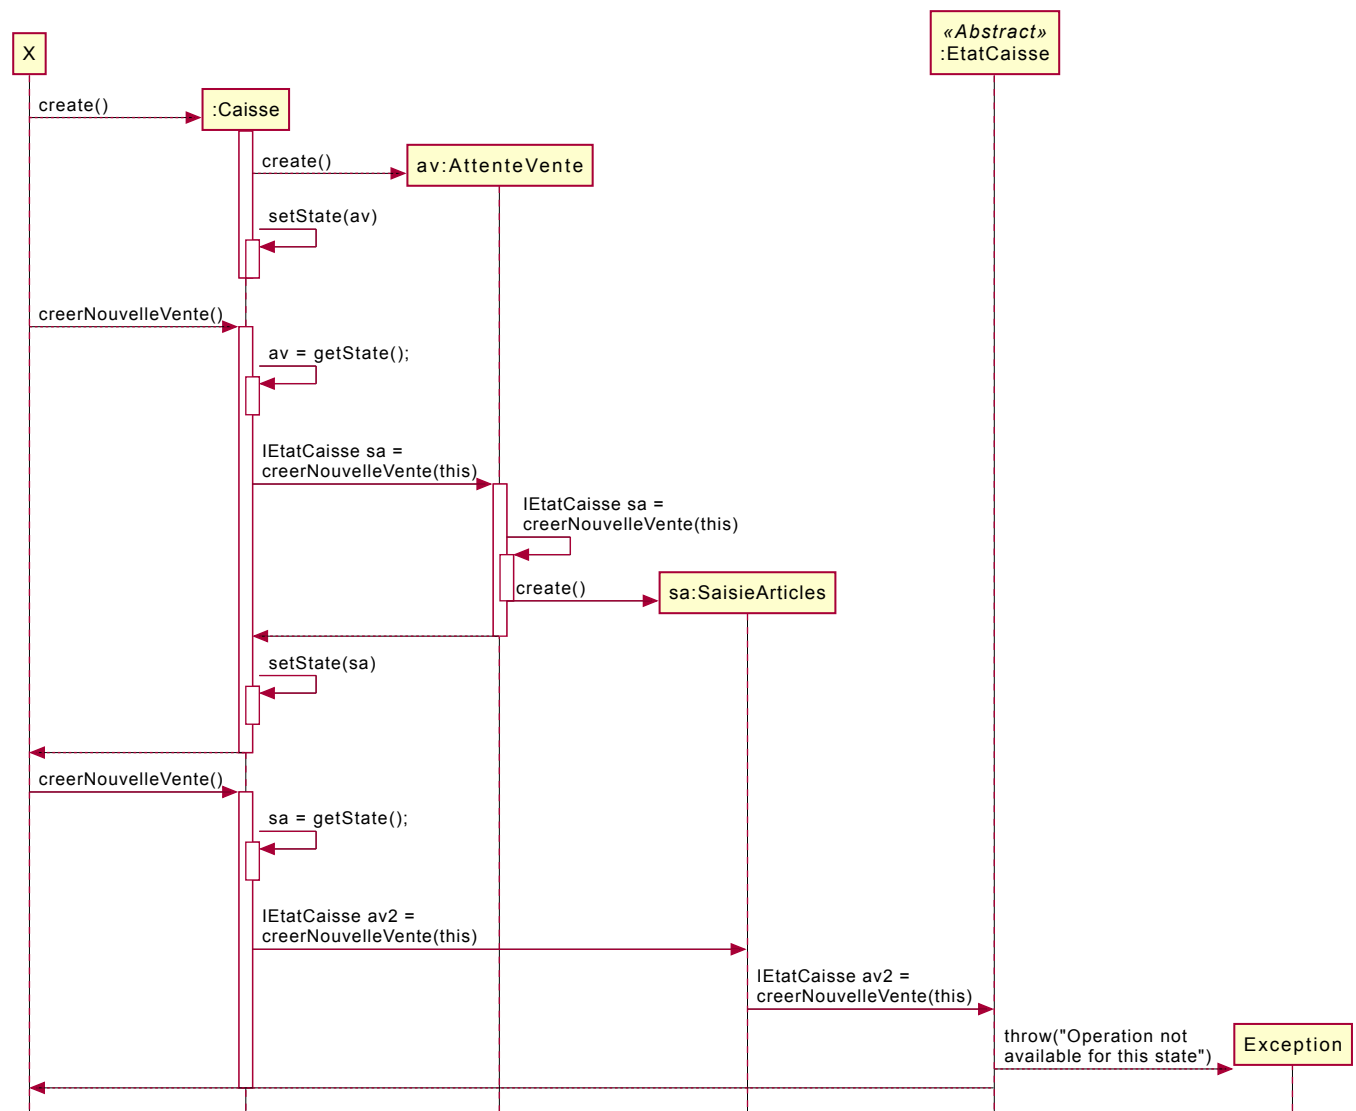 «Abstract»
:EtatCaisse
X
create()
:Caisse
create()
av:AttenteVente
setState(av)
creerNouvelleVente()
av = getState();
IEtatCaisse sa =
creerNouvelleVente(this)
IEtatCaisse sa =
creerNouvelleVente(this)
create()
sa:SaisieArticles
setState(sa)
creerNouvelleVente()
sa = getState();
IEtatCaisse av2 =
creerNouvelleVente(this)
IEtatCaisse av2 =
creerNouvelleVente(this)
throw("Operation not
available for this state")
Exception